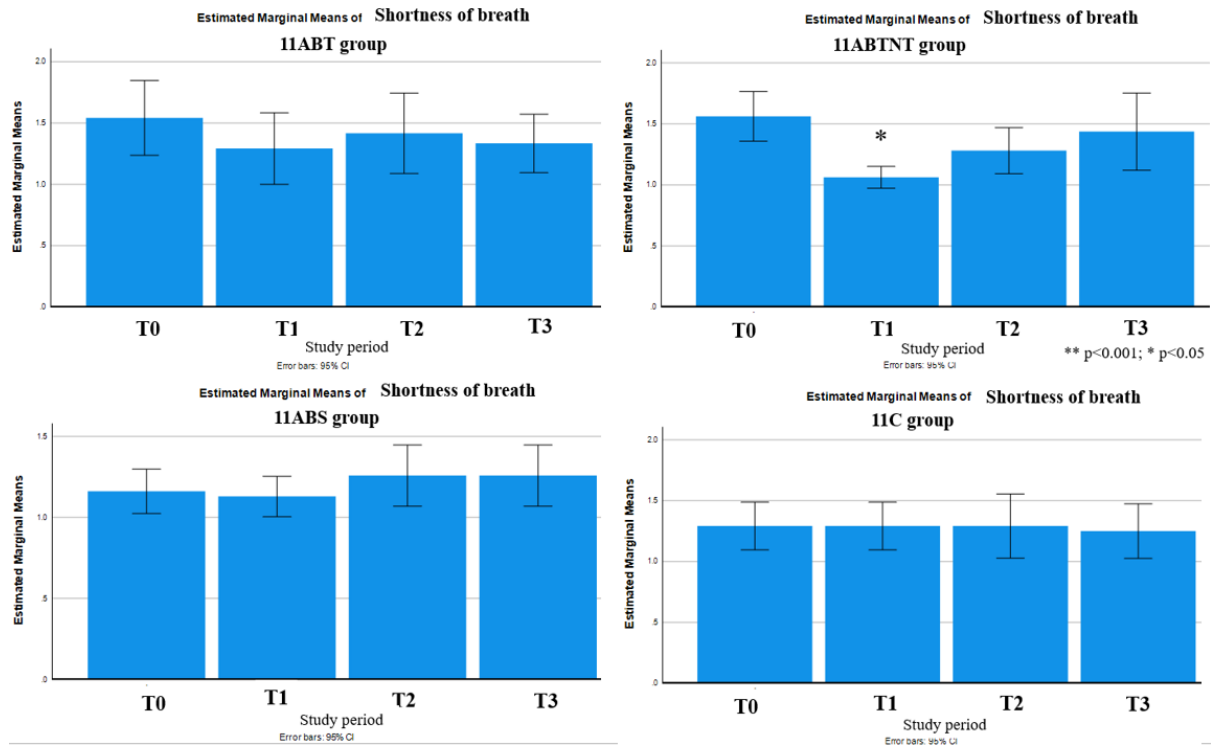 Estimated Marginal Means of Shortness of breath
11ABT group
Estimated Marginal Means
2.0
1.5
1.0
.5
.0
T0 T1 T2 T3
Study period
Error bars: 95% CI
Estimated Marginal Means of Shortness of breath
11ABTNT group
Estimated Marginal Means
2.0
1.5
1.0
.5
.0
*
T0 T1 T2 T3
Study period
** p<0.001; * p<0.05
Error bars: 95% CI
Estimated Marginal Means of Shortness of breath
11ABS group
Estimated Marginal Means
1.5
1.0
.5
.0
T0 T1 T2 T3
Study period
Error bars: 95% CI
Estimated Marginal Means of Shortness of breath
11C group
Estimated Marginal Means
2.0
1.5
1.0
.5
.0
T0 T1 T2 T3
Study period
Error bars: 95% CI